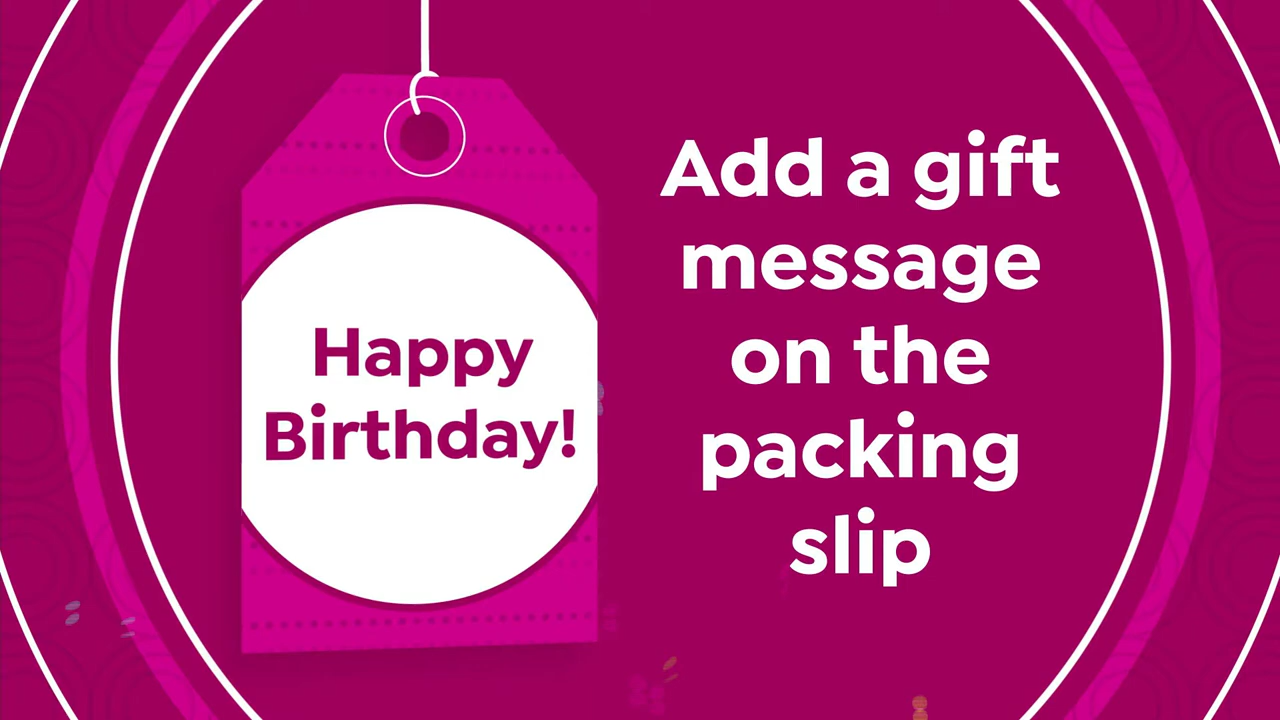 Happy
Birthday!
Add a gift
message
on the
packing
slip